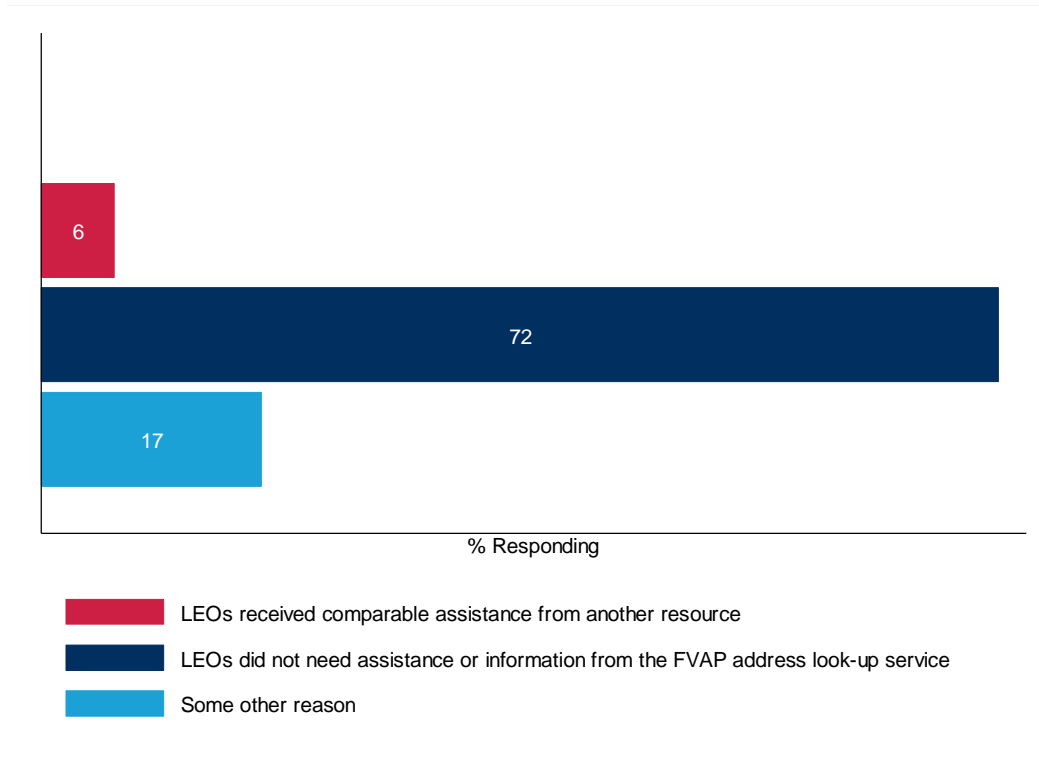 6
72
17
% Responding
LEOs received comparable assistance from another resource
LEOs did not need assistance or information from the FVAP address look-up service
Some other reason